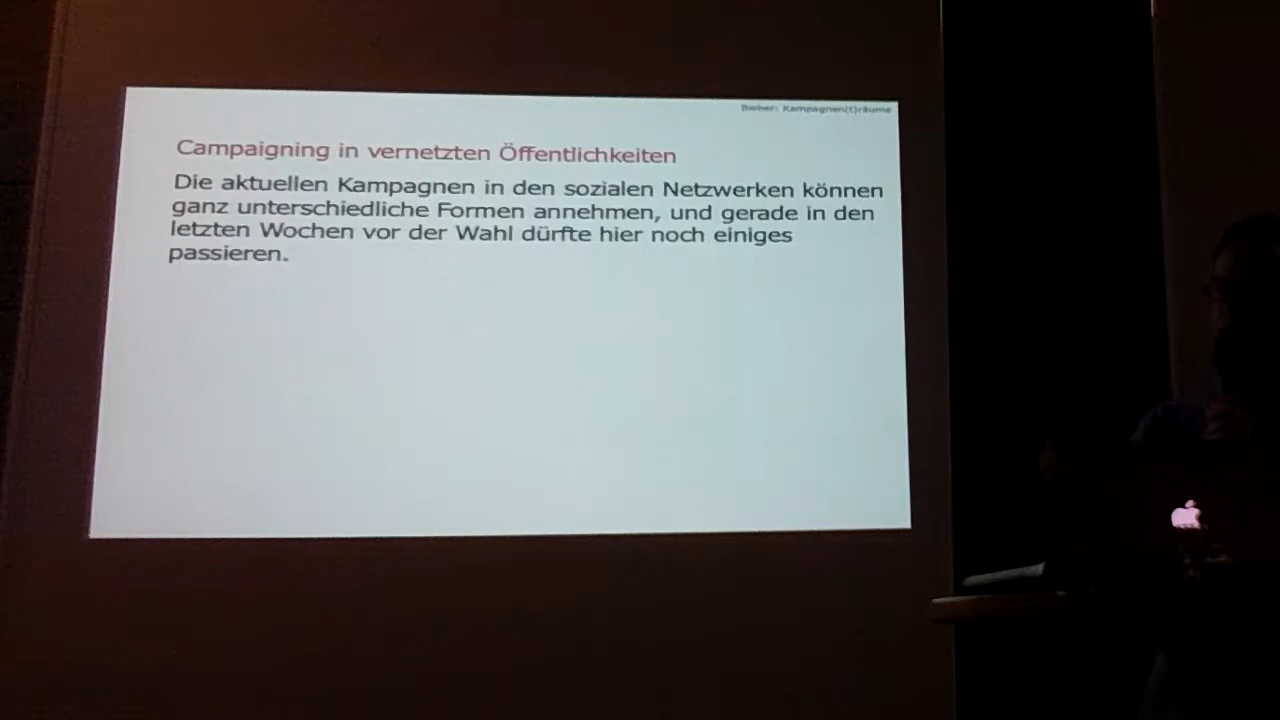 Bieber: Kampagnen(t)räume
Campaigning in vernetzten Öffentlichkeiten
Die aktuellen Kampagnen in den sozialen Netzwerken können
ganz unterschiedliche Formen annehmen, und gerade in den
letzten Wochen vor der Wahl dürfte hier noch einiges
passieren.